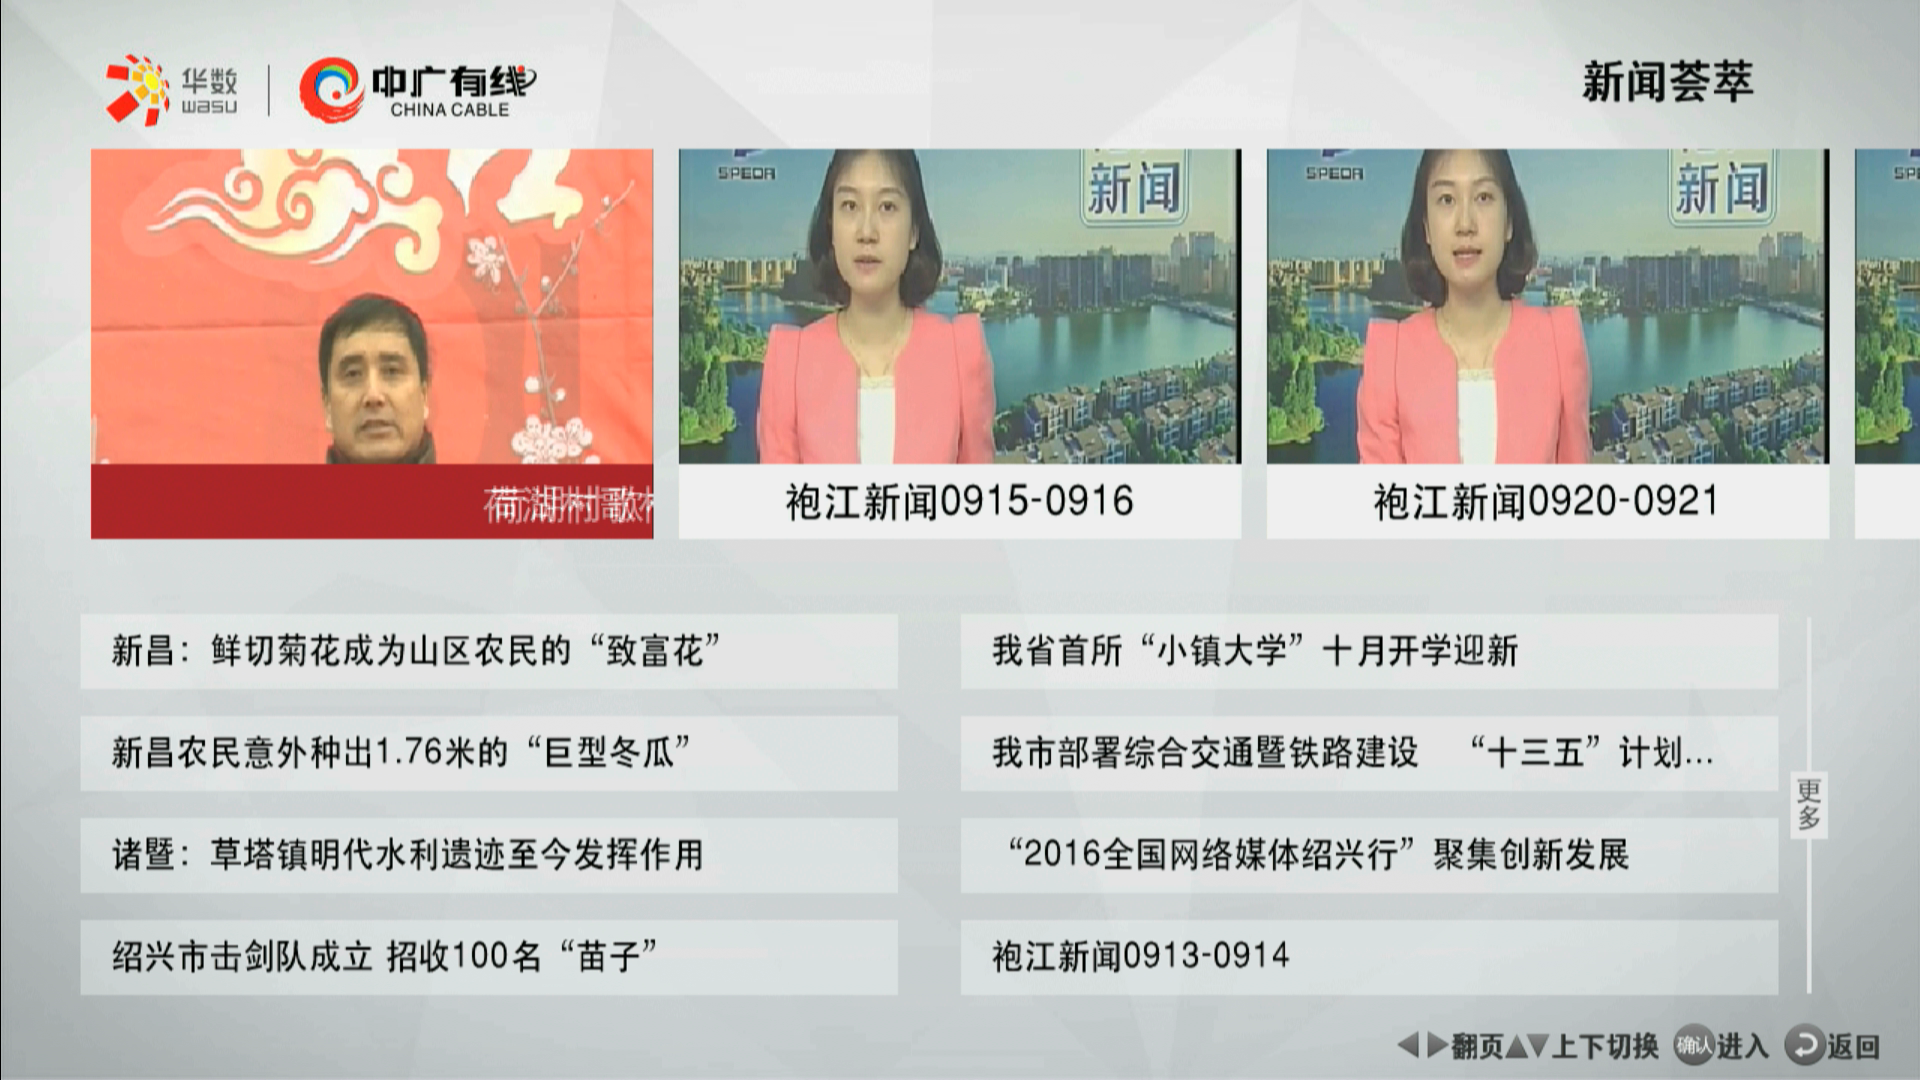 华数
wasu
中广有线
CHINA CABLE
新闻荟萃
SPEDA
新闻
SPEDA
新闻
袍江新闻0915-0916
袍江新闻0920-0921
新昌：鲜切菊花成为山区农民的“致富花”
我省首所“小镇大学”十月开学迎新
新昌农民意外种出1.76米的“巨型冬瓜”
我市部署综合交通暨铁路建设 “十三五”计划...
诸暨：草塔镇明代水利遗迹至今发挥作用
“2016全国网络媒体绍兴行”聚集创新发展
绍兴市击剑队成立 招收100名“苗子”
袍江新闻0913-0914
更多
翻页 上下切换 确认 进入 返回